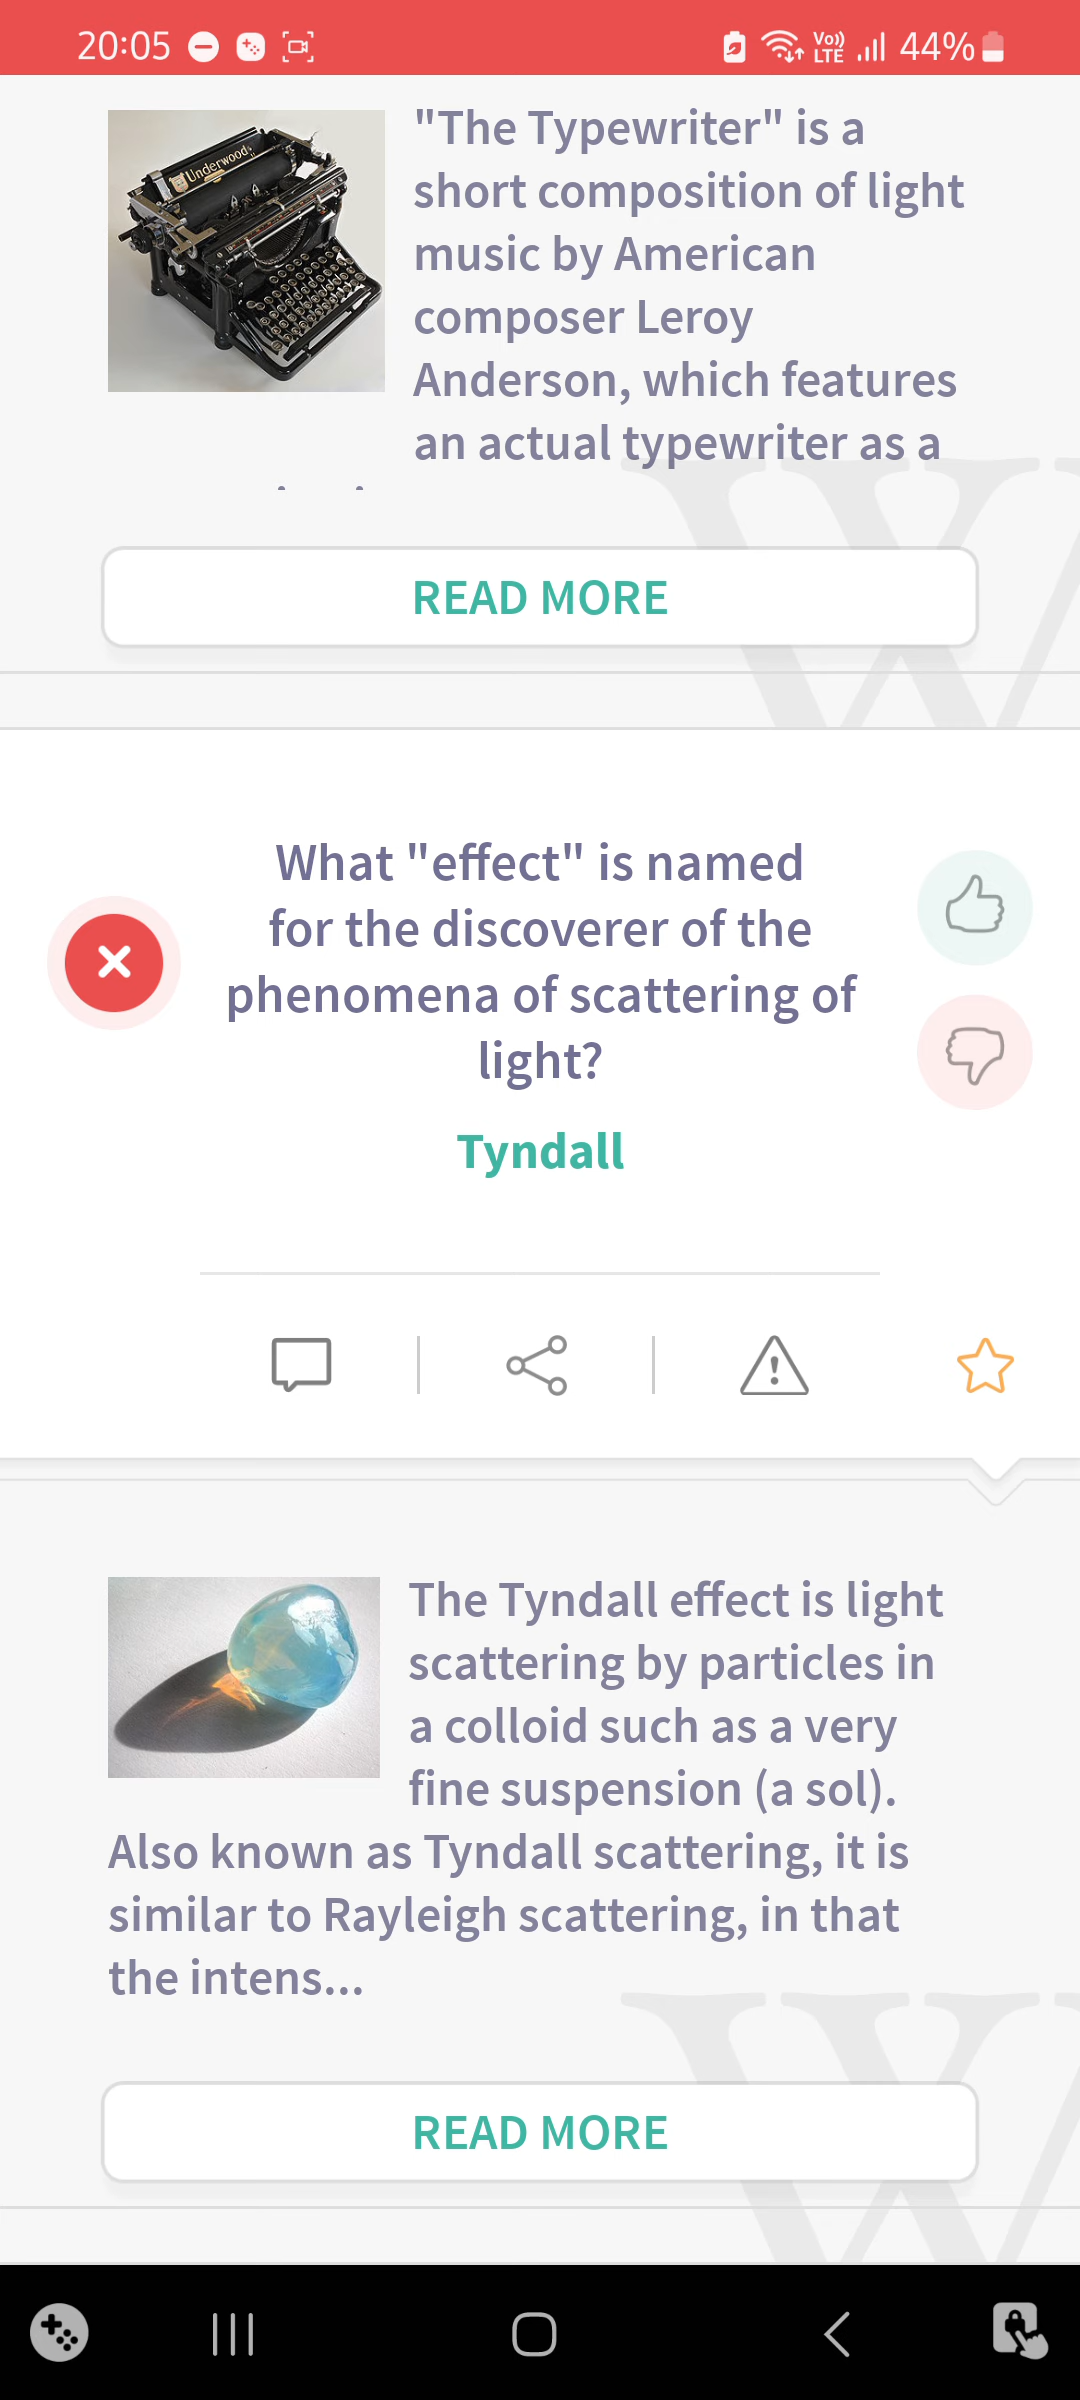 20:05
Vo))
LTE
44%
Underwood
"The Typewriter" is a
short composition of light
music by American
composer Leroy
Anderson, which features
an actual typewriter as a
READ MORE
What "effect" is named
for the discoverer of the
phenomena of scattering of
light?
Tyndall
The Tyndall effect is light
scattering by particles in
a colloid such as a very
fine suspension (a sol).
Also known as Tyndall scattering, it is
similar to Rayleigh scattering, in that
the intens...
READ MORE
W
W